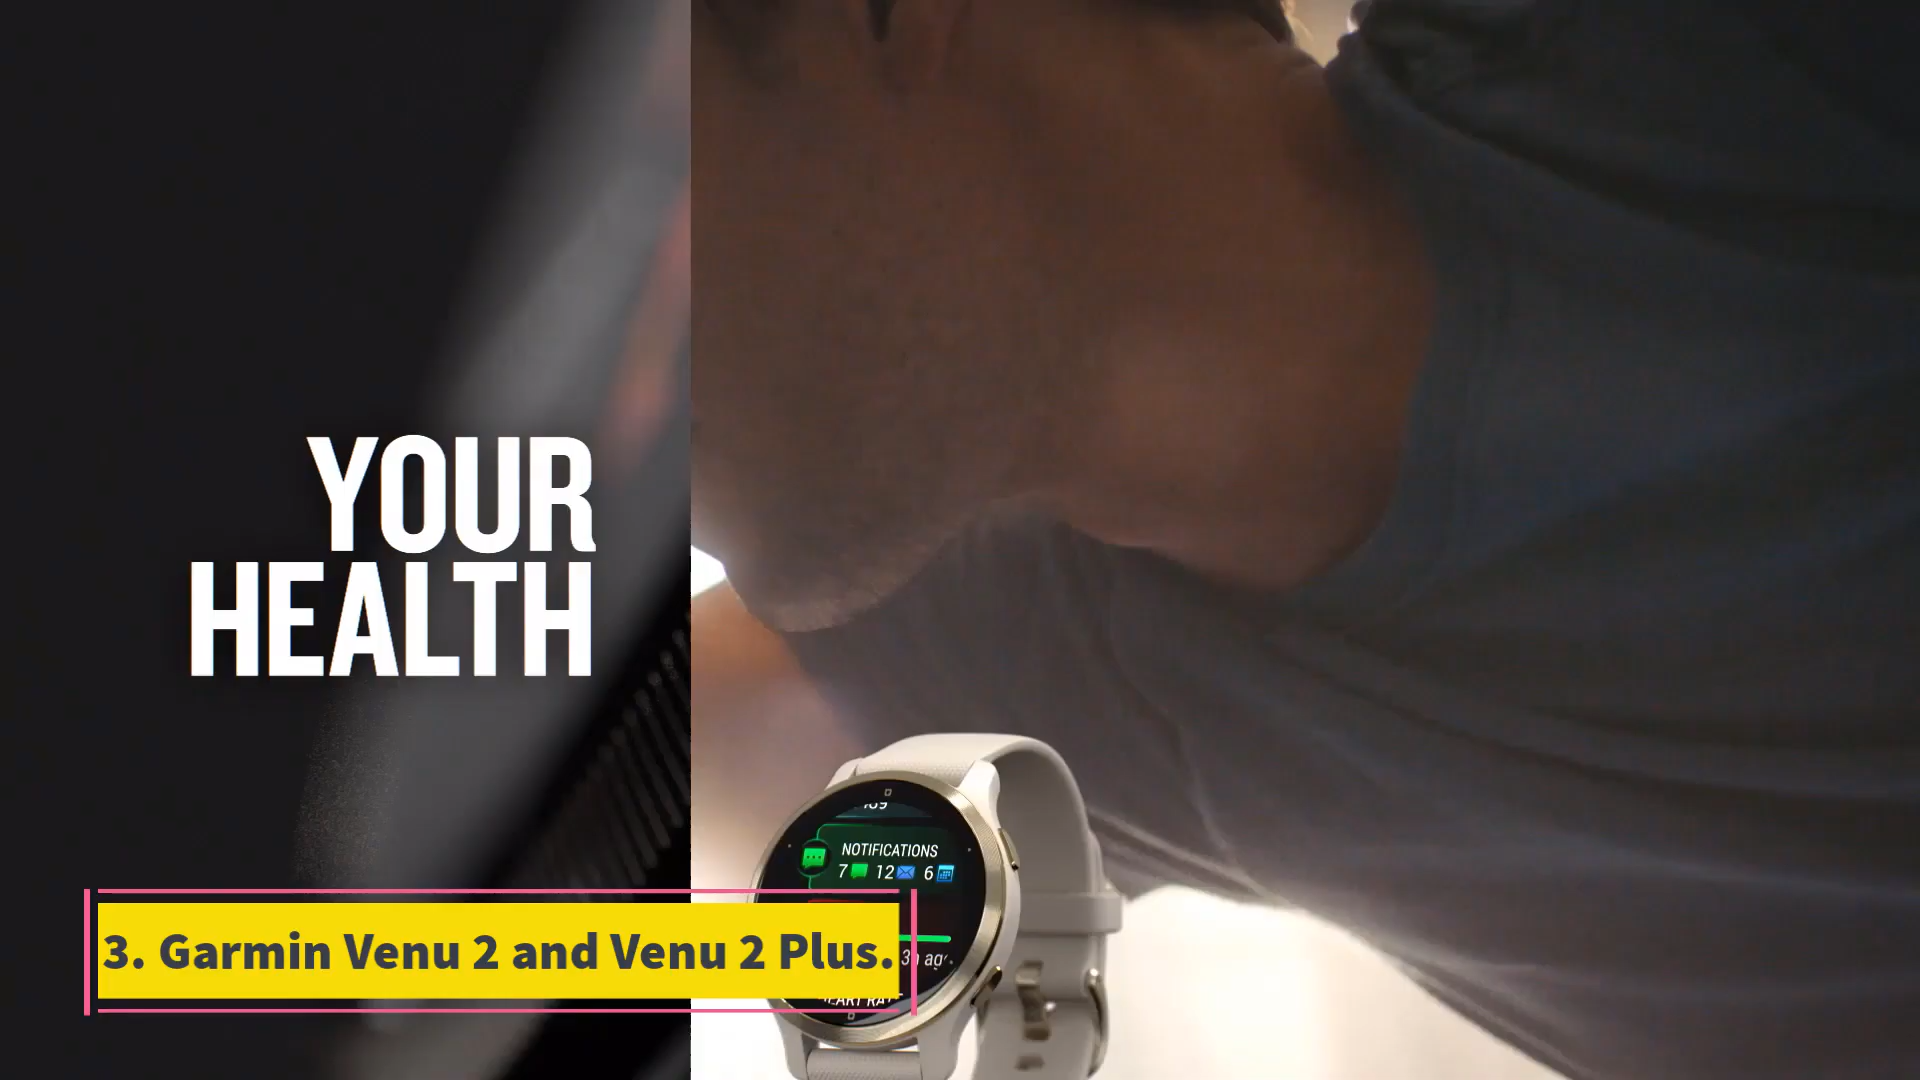 YOUR
HEALTH
NOTIFICATIONS
7 12 6
3. Garmin Venu 2 and Venu 2 Plus.